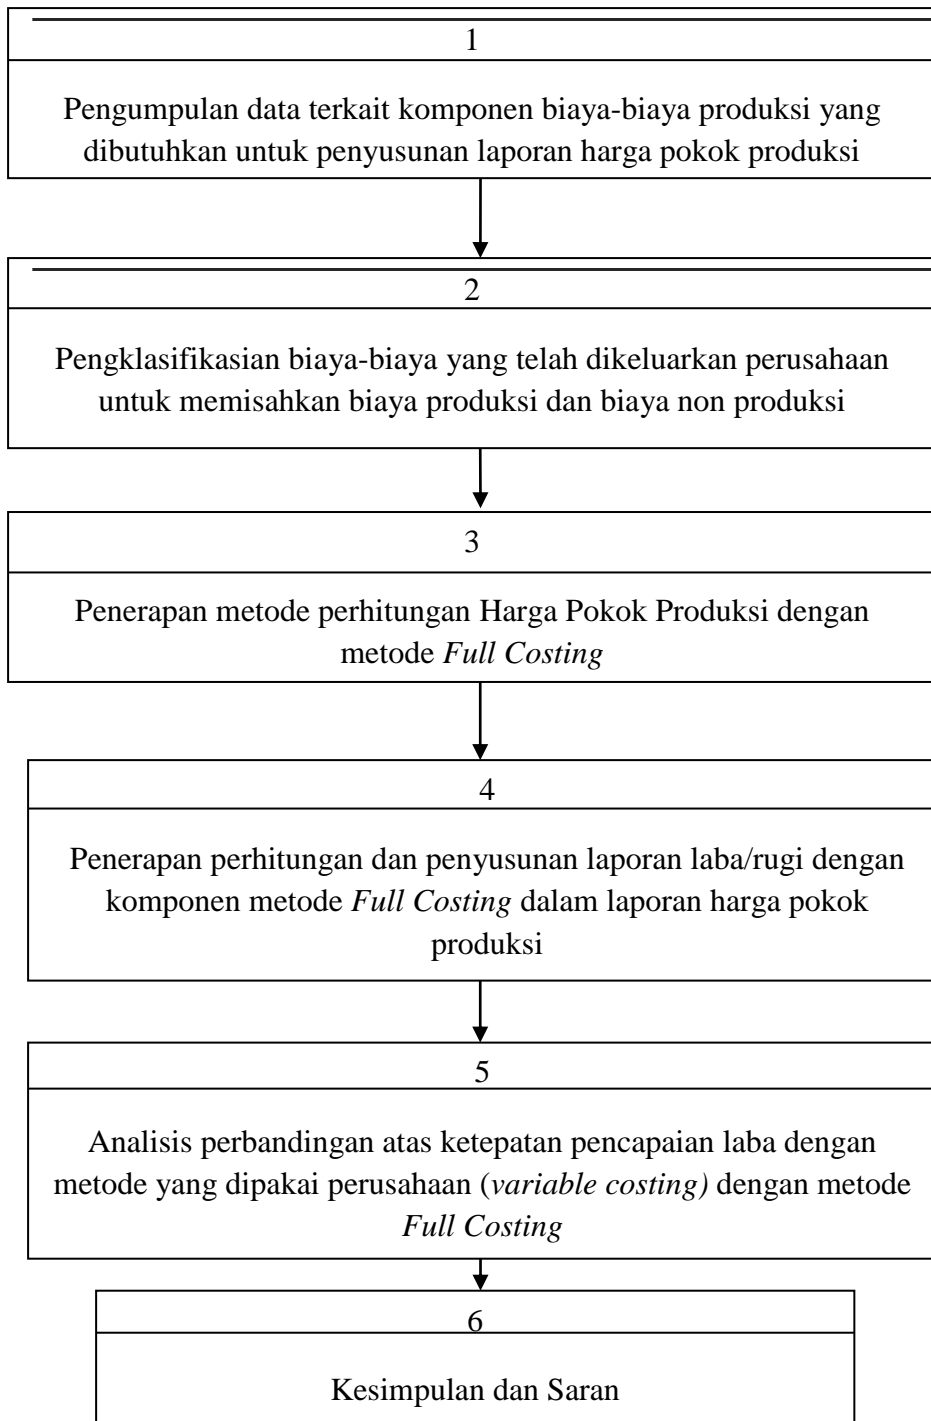 1
Pengumpulan data terkait komponen biaya-biaya produksi yang
dibutuhkan untuk penyusunan laporan harga pokok produksi
2
Pengklasifikasian biaya-biaya yang telah dikeluarkan perusahaan
untuk memisahkan biaya produksi dan biaya non produksi
3
Penerapan metode perhitungan Harga Pokok Produksi dengan
metode Full Costing
4
Penerapan perhitungan dan penyusunan laporan laba/rugi dengan
komponen metode Full Costing dalam laporan harga pokok
produksi
5
Analisis perbandingan atas ketepatan pencapaian laba dengan
metode yang dipakai perusahaan (variable costing) dengan metode
Full Costing
6
Kesimpulan dan Saran